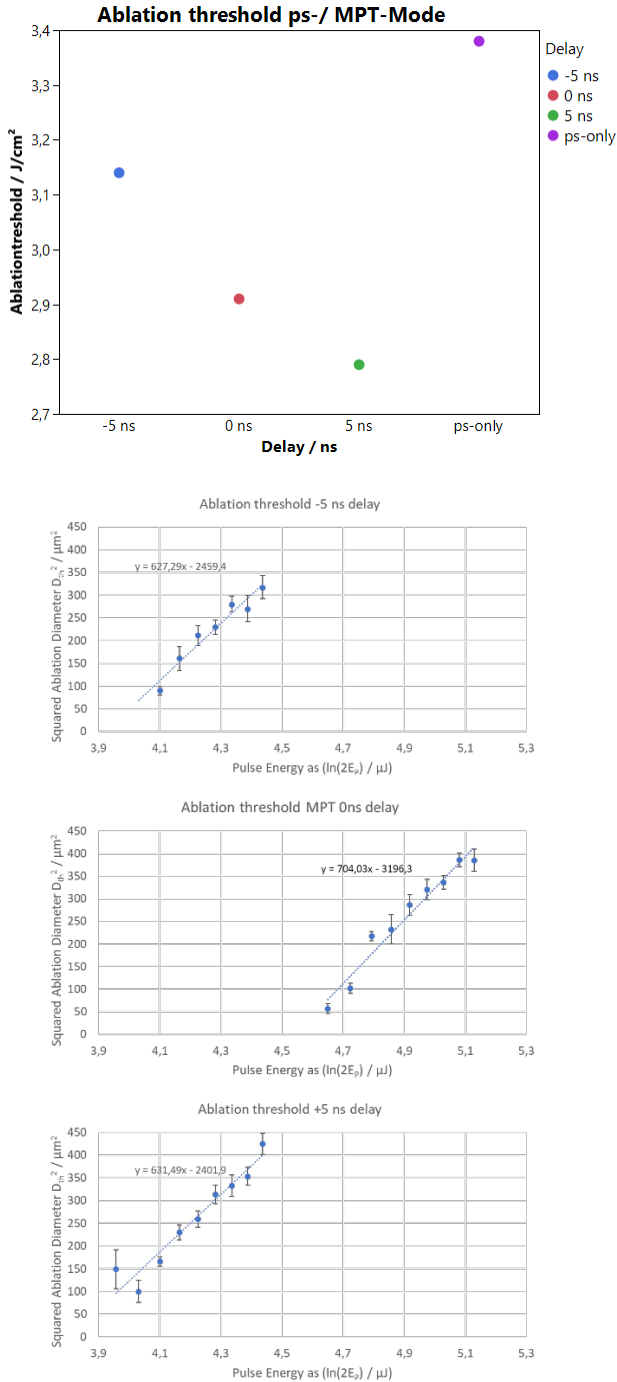 Ablation threshold ps-/ MPT-Mode
3,4
3,3
3,2
3,1
3,0
2,9
2,8
2,7
Ablationtreshold / J/cm²
-5 ns
0 ns
5 ns
ps-only
Delay / ns
Delay
-5 ns
0 ns
5 ns
ps-only
Ablation threshold -5 ns delay
450
400
350
300
250
200
150
100
50
0
Squared Ablation Diameter Dₜₕ² / µm²
y = 627,29x - 2459,4
3,9 4,1 4,3 4,5 4,7 4,9 5,1 5,3
Pulse Energy as (ln(2Eₚ) / µJ)
Ablation threshold MPT 0ns delay
450
400
350
300
250
200
150
100
50
0
Squared Ablation Diameter Dₜₕ² / µm²
y = 704,03x - 3196,3
3,9 4,1 4,3 4,5 4,7 4,9 5,1 5,3
Pulse Energy as (ln(2Eₚ) / µJ)
Ablation threshold +5 ns delay
450
400
350
300
250
200
150
100
50
0
Squared Ablation Diameter Dₜₕ² / µm²
y = 631,49x - 2401,9
3,9 4,1 4,3 4,5 4,7 4,9 5,1 5,3
Pulse Energy as (ln(2Eₚ) / µJ)